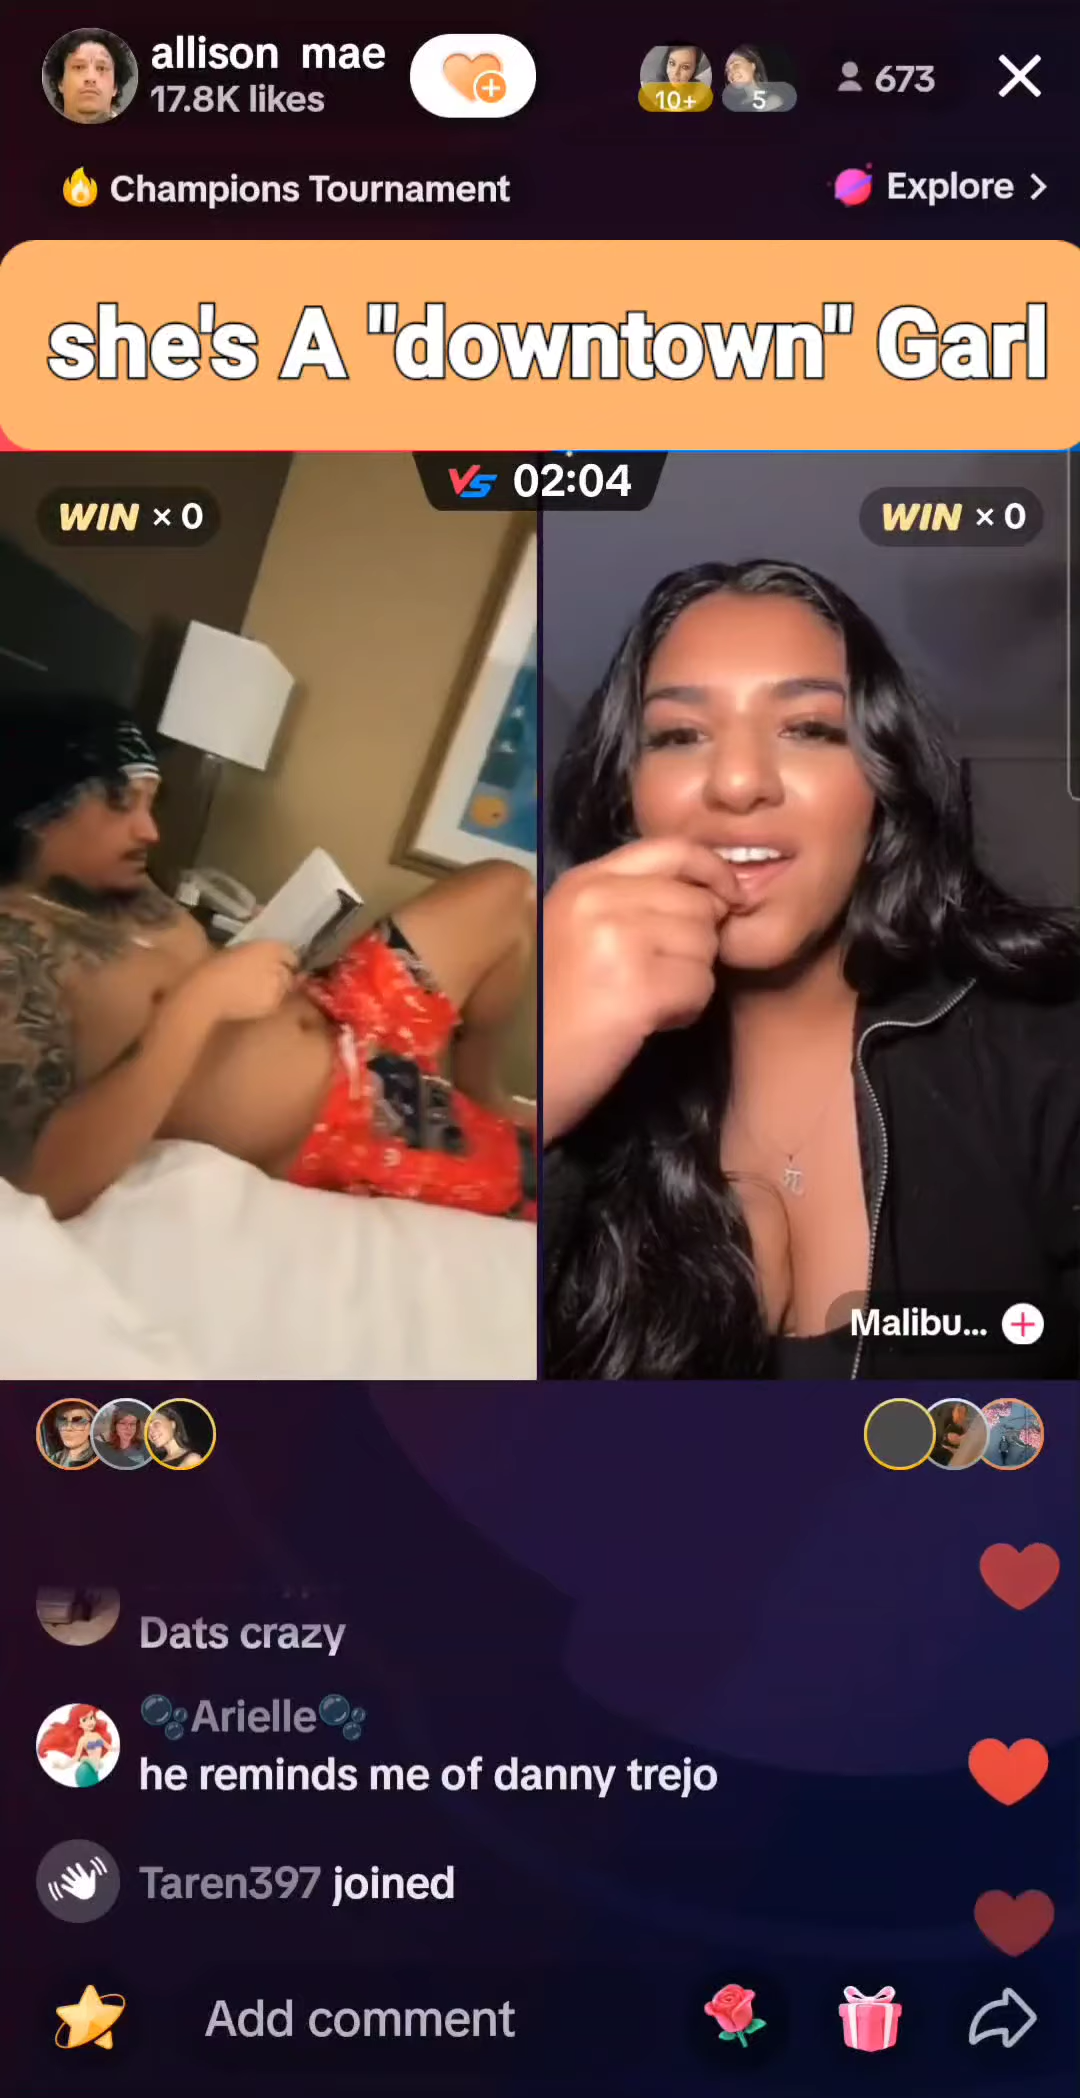 allison mae
17.8K likes
10+
5
673
Champions Tournament
Explore >
she's A "downtown" Garl
VS 02:04
WIN × 0
WIN × 0
Malibu...
Dats crazy
Arielle
he reminds me of danny trejo
Taren397 joined
Add comment